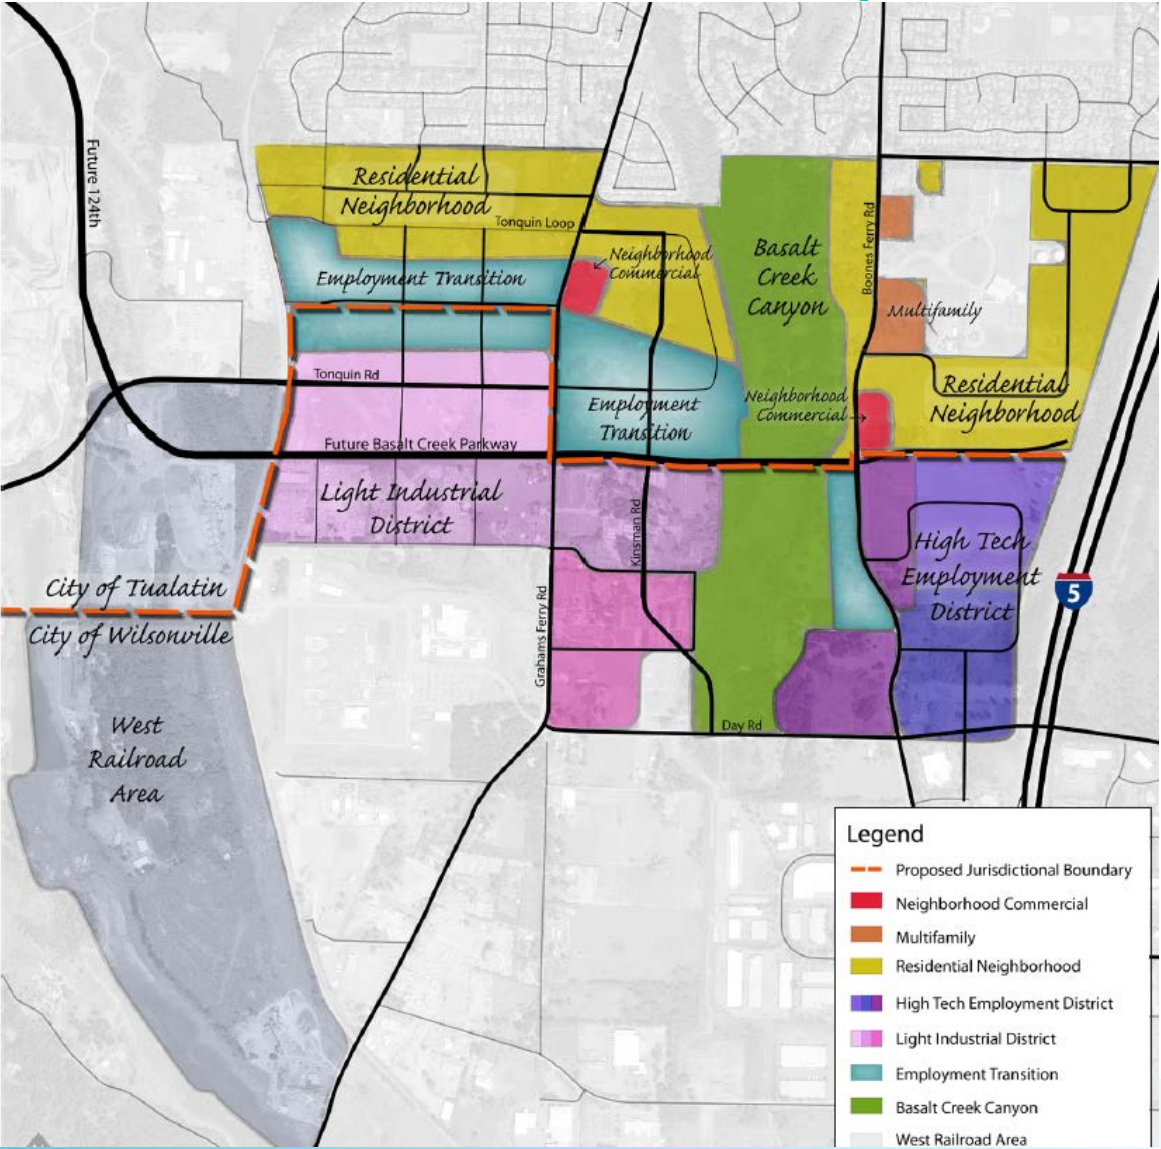 Future 124th
Residential
Neighborhood
Tonquin Loop
Neighborhood
Commercial
Employment Transition
Basalt
Creek
Canyon
Boones Ferry Rd
Multifamily
Tonquin Rd
Employment
Transition
Neighborhood
Commercial
Residential
Neighborhood
Future Basalt Creek Parkway
Light Industrial
District
Kinsman Rd
High Tech
Employment
District
5
City of Tualatin
City of Wilsonville
Grahams Ferry Rd
West
Railroad
Area
Day Rd
Legend
Proposed Jurisdictional Boundary
Neighborhood Commercial
Multifamily
Residential Neighborhood
High Tech Employment District
Light Industrial District
Employment Transition
Basalt Creek Canyon
West Railroad Area